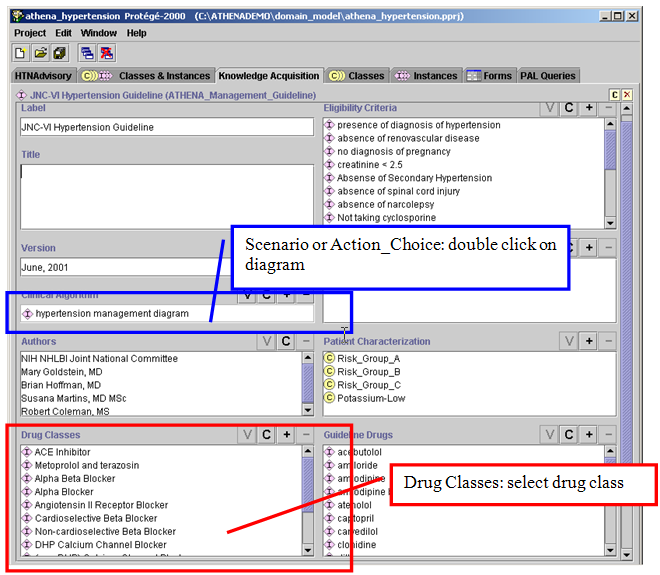 athena_hypertension Protégé-2000 (C:\ATHENADEMO\domain_model\athena_hypertension.pprj)
Project Edit Window Help
HTNAdvisory Classes & Instances Knowledge Acquisition Classes Instances Forms PAL Queries
JNC-VI Hypertension Guideline (ATHENA_Management_Guideline) C X
Label
JNC-VI Hypertension Guideline
Title
Version
June, 2001
Clinical Algorithm V C + −
hypertension management diagram
Authors V C −
NIH NHLBI Joint National Committee
Mary Goldstein, MD
Brian Hoffman, MD
Susana Martins, MD MSc
Robert Coleman, MS
Drug Classes V C + −
ACE Inhibitor
Metoprolol and terazosin
Alpha Beta Blocker
Alpha Blocker
Angiotensin II Receptor Blocker
Cardioselective Beta Blocker
Non-cardioselective Beta Blocker
DHP Calcium Channel Blocker
Eligibility Criteria V C + −
presence of diagnosis of hypertension
absence of renovascular disease
no diagnosis of pregnancy
creatinine < 2.5
Absense of Secondary Hypertension
absence of spinal cord injury
absence of narcolepsy
Not taking cyclosporine
C + −
Patient Characterization V + −
Risk_Group_A
Risk_Group_B
Risk_Group_C
Potassium-Low
Guideline Drugs V C + −
acebutolol
amiloride
amlodipine
amlodipine
atenolol
captopril
carvedilol
clonidine
Scenario or Action_Choice: double click on
diagram
Drug Classes: select drug class